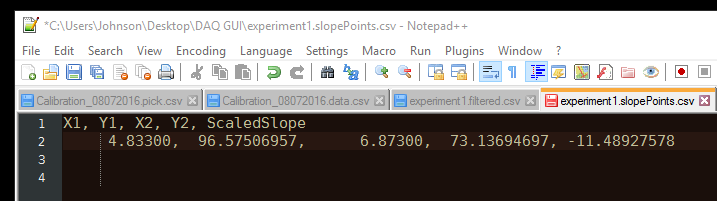 *C:\Users\Johnson\Desktop\DAQ GUI\experiment1.slopePoints.csv - Notepad++
File Edit Search View Encoding Language Settings Macro Run Plugins Window ?
Calibration_08072016.pick.csv Calibration_08072016.data.csv experiment1.filtered.csv experiment1.slopePoints.csv
1 X1, Y1, X2, Y2, ScaledSlope
2 4.83300, 96.57506957, 6.87300, 73.13694697, -11.48927578
3
4